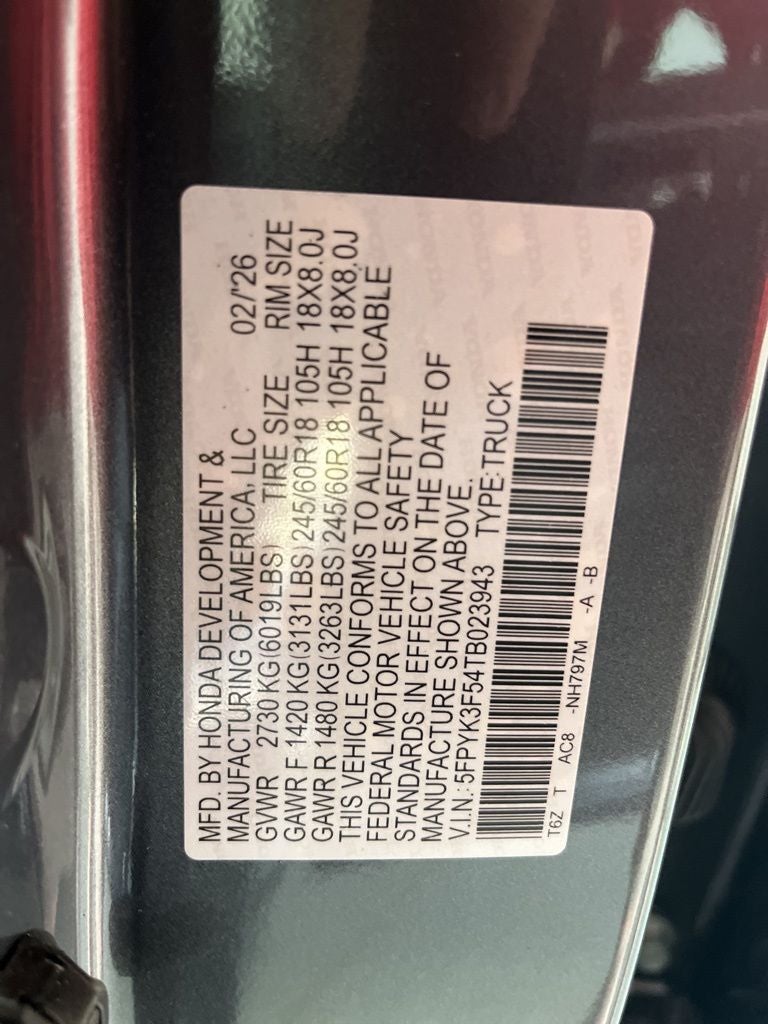 MFD. BY HONDA DEVELOPMENT &
MANUFACTURING OF AMERICA, LLC 02/'26
GVWR 2730 KG(6019LBS) TIRE SIZE RIM SIZE
GAWR F 1420 KG(3131LBS)245/60R18 105H 18X8.0J
GAWR R 1480 KG(3263LBS)245/60R18 105H 18X8.0J
THIS VEHICLE CONFORMS TO ALL APPLICABLE
FEDERAL MOTOR VEHICLE SAFETY
STANDARDS IN EFFECT ON THE DATE OF
MANUFACTURE SHOWN ABOVE.
V.I.N.: 5FPYK3F54TB023943 TYPE:TRUCK
T6Z T AC8 -NH797M -A -B